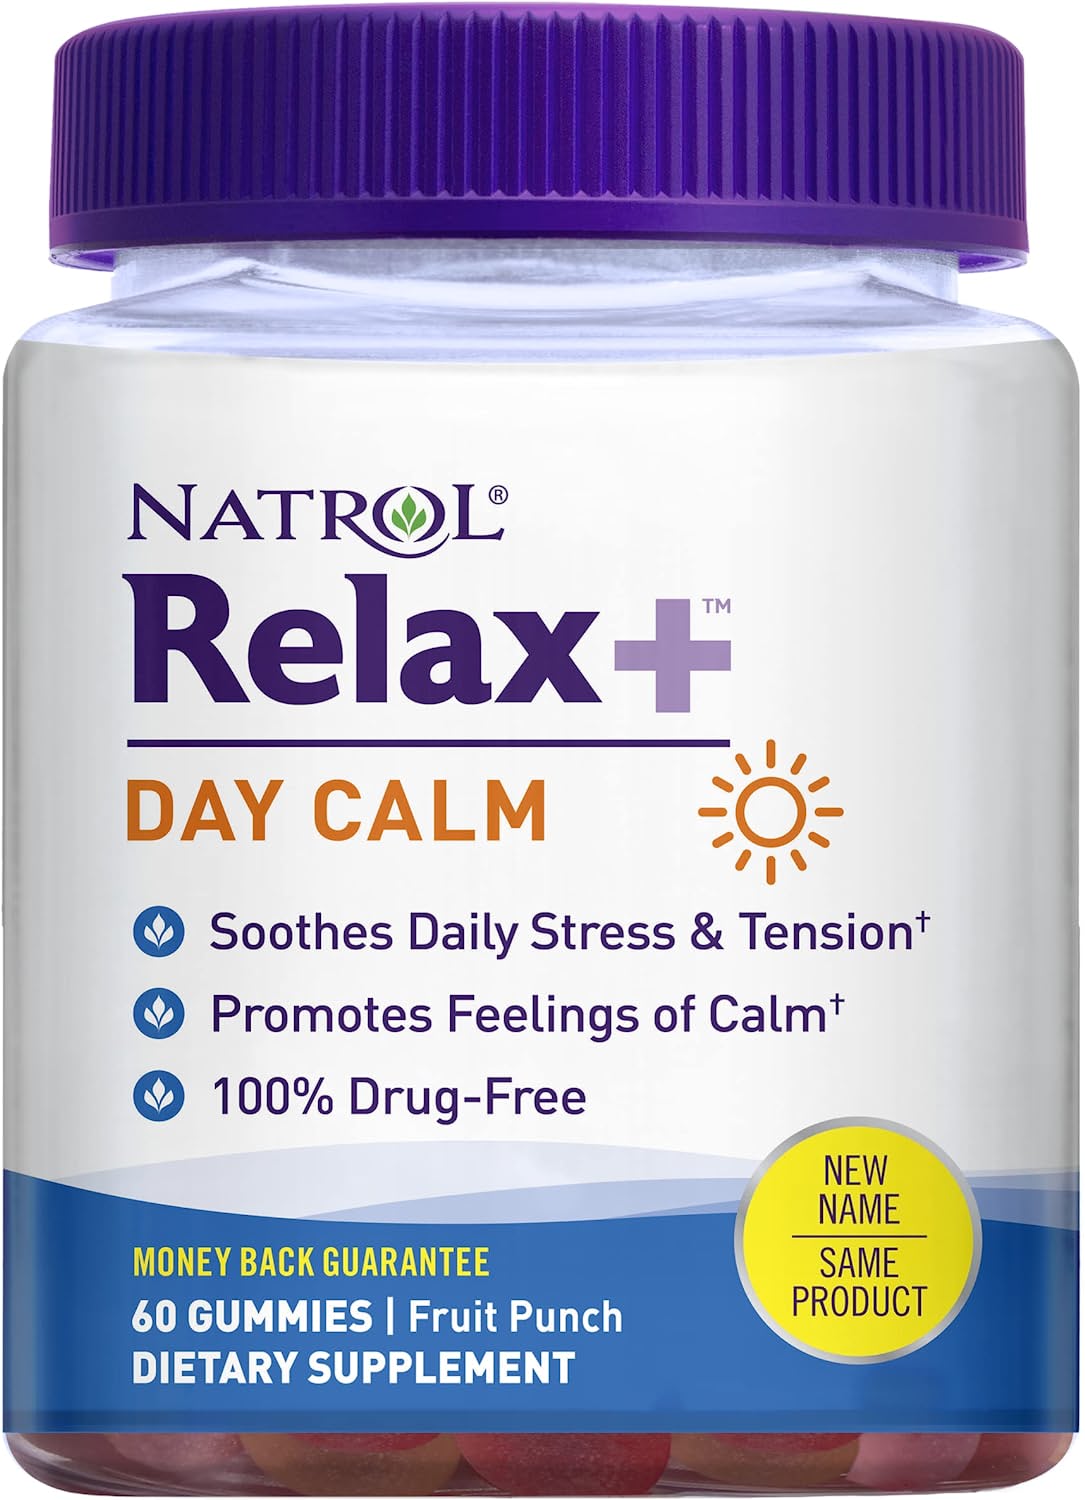 NATROL®
Relax+™
DAY CALM
Soothes Daily Stress & Tension†
Promotes Feelings of Calm†
100% Drug-Free
NEW
NAME
SAME
PRODUCT
MONEY BACK GUARANTEE
60 GUMMIES | Fruit Punch
DIETARY SUPPLEMENT